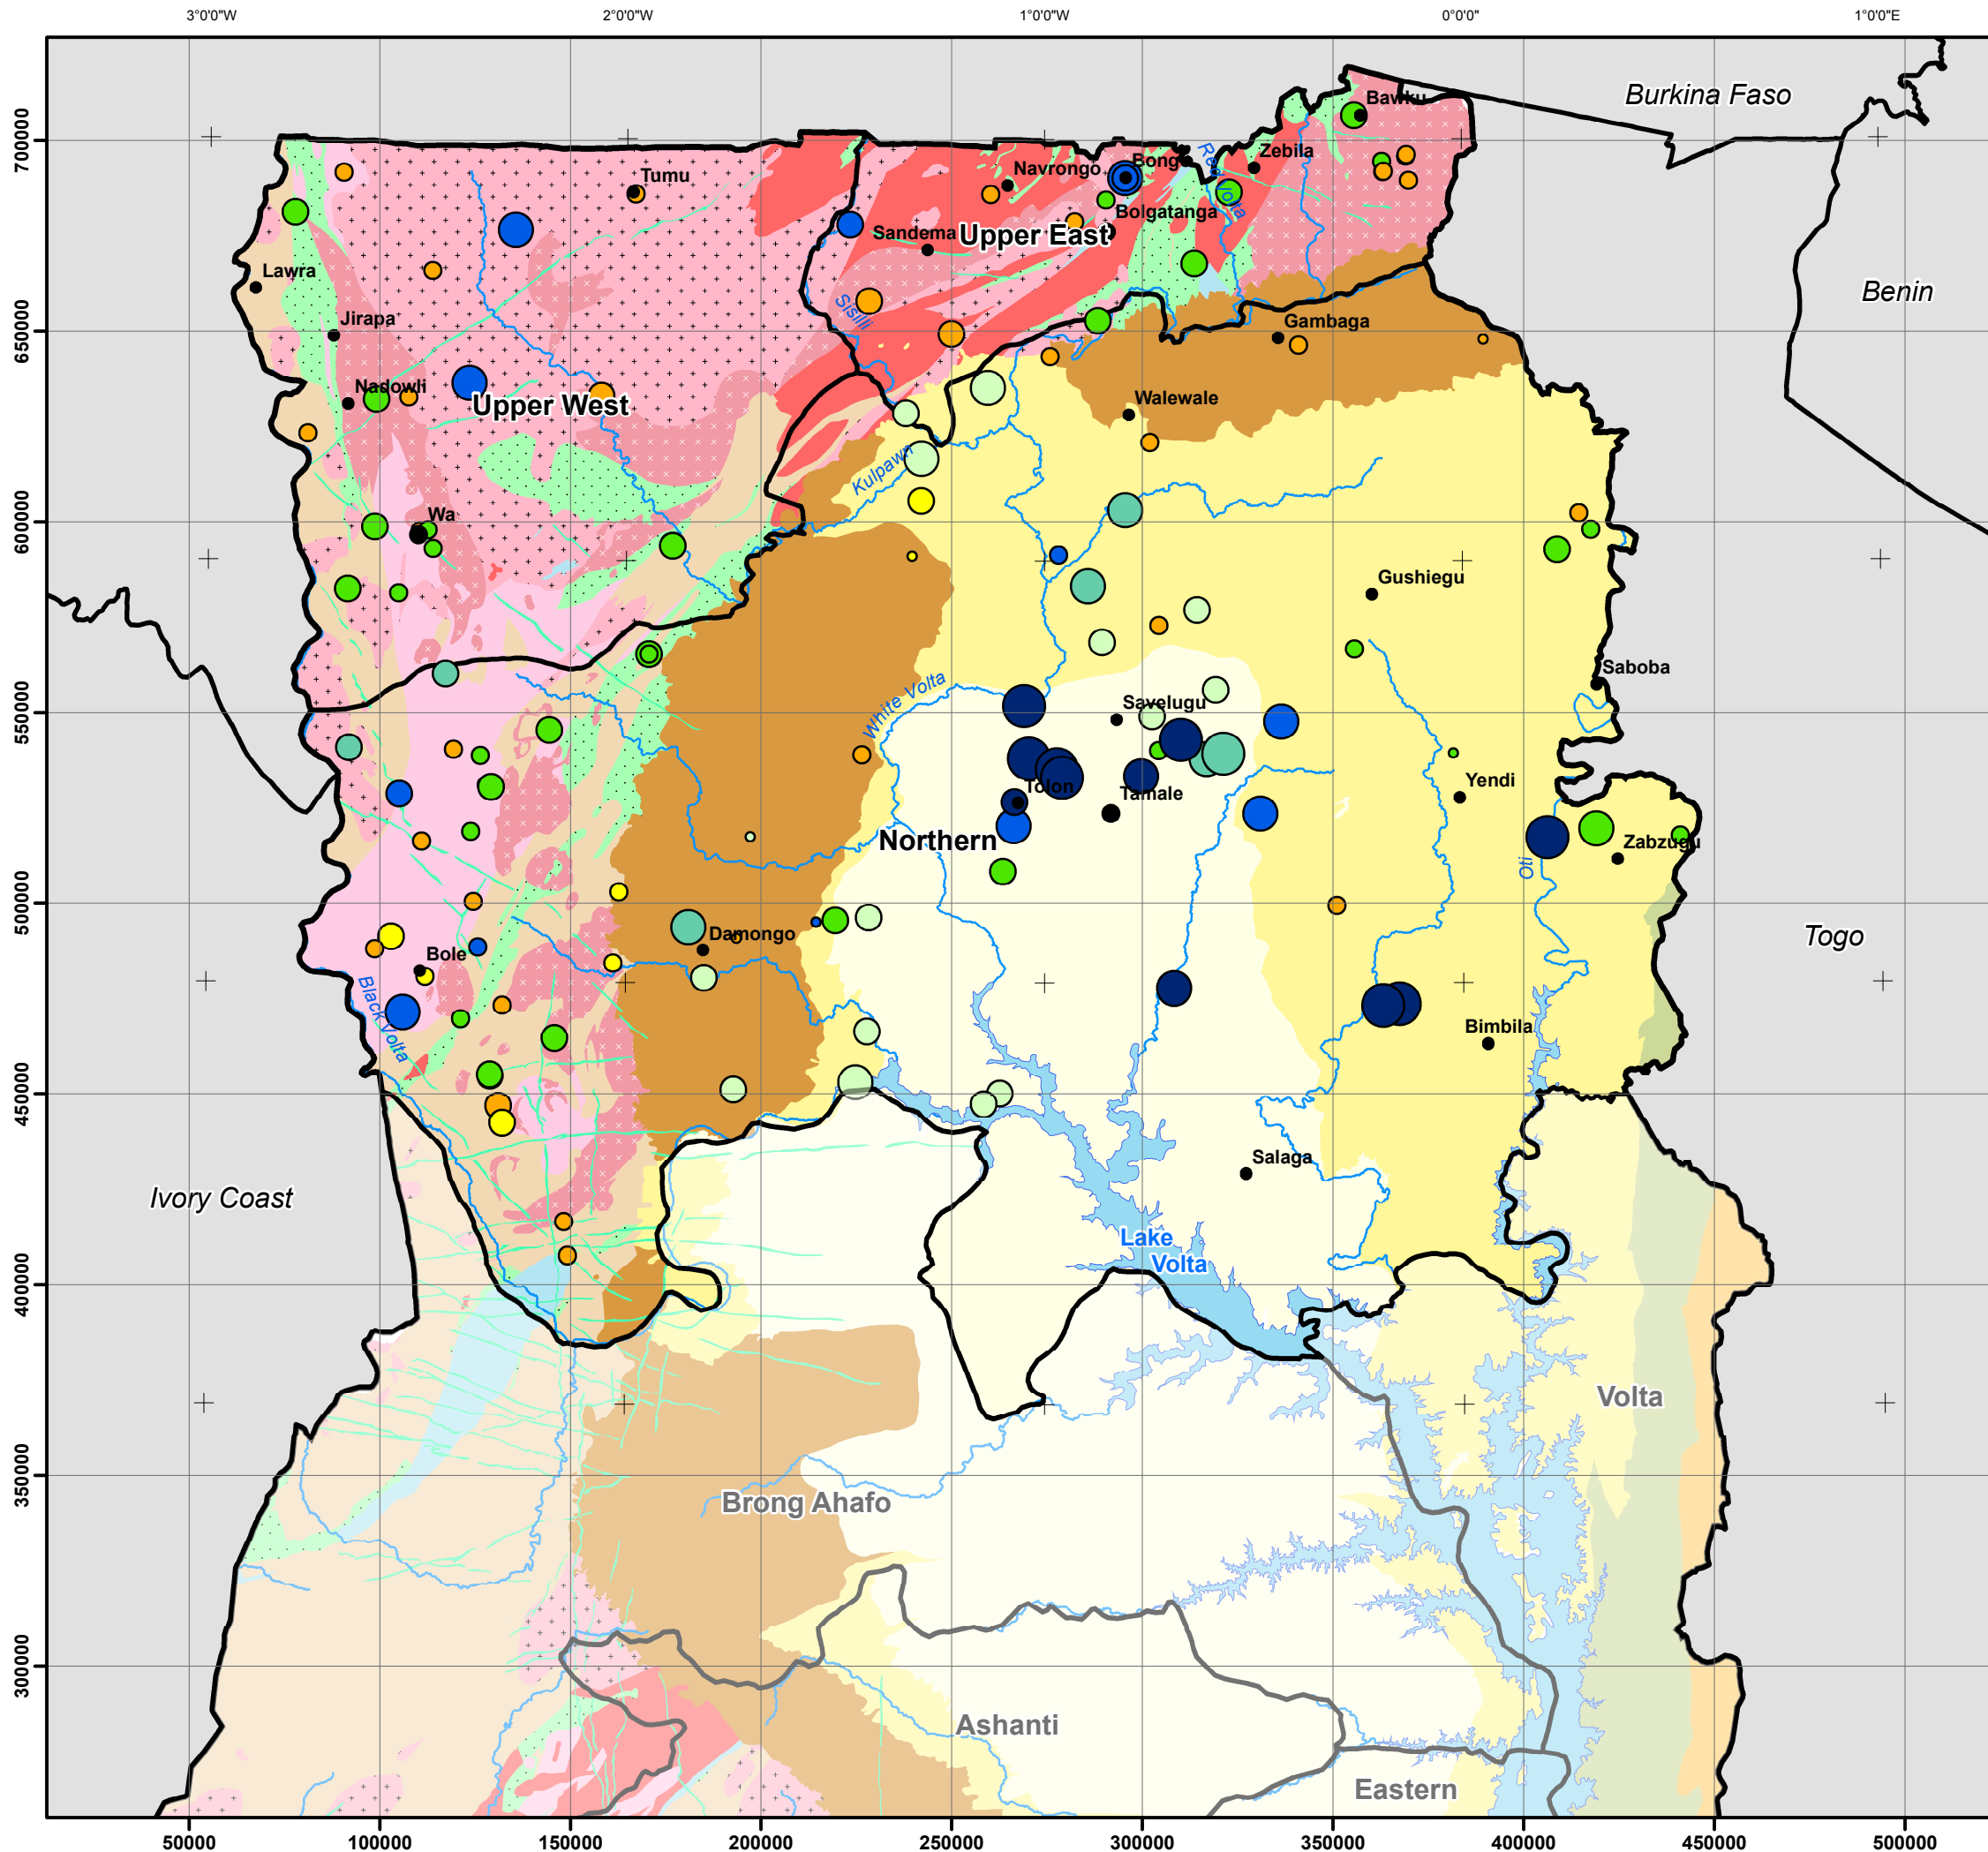 3°0'0"W
2°0'0"W
1°0'0"W
0°0'0"
1°0'0"E
Burkina Faso
Bawku
700000
Red Volta
Zebila
Bong
Navrongo
Tumu
Bolgatanga
Sandema
Upper East
Lawra
Benin
Sisilli
Jirapa
Gambaga
650000
Nadowli
Upper West
Walewale
Kulpawn
Wa
600000
Gushiegu
Saboba
White Volta
Savelugu
550000
Yendi
Tolon
Tamale
Northern
Zabzugu
Oti
500000
Damongo
Togo
Bole
Black Volta
Bimbila
450000
Salaga
Ivory Coast
Lake
Volta
400000
Volta
350000
Brong Ahafo
300000
Ashanti
Eastern
50000
100000
150000
200000
250000
300000
350000
400000
450000
500000